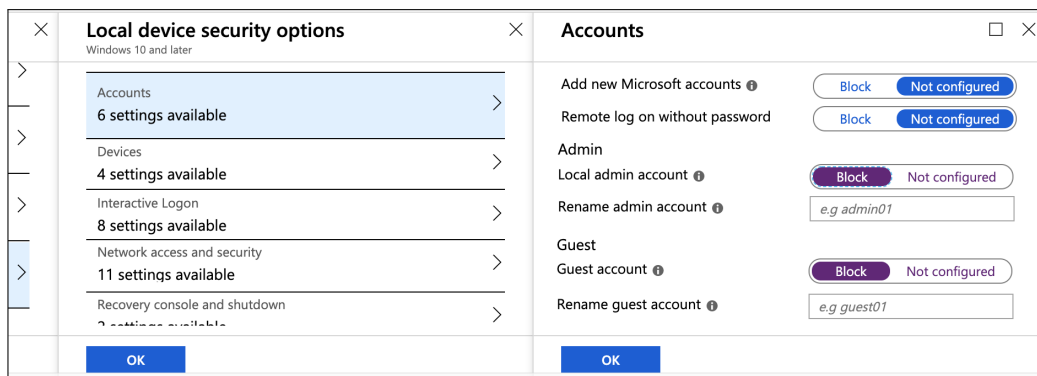 Local device security options
Windows 10 and later
Accounts
6 settings available
Devices
4 settings available
Interactive Logon
8 settings available
Network access and security
11 settings available
Recovery console and shutdown
settings available
OK
Accounts
Add new Microsoft accounts Block Not configured
Remote log on without password Block Not configured
Admin
Local admin account Block Not configured
Rename admin account e.g admin01
Guest
Guest account Block Not configured
Rename guest account e.g guest01
OK